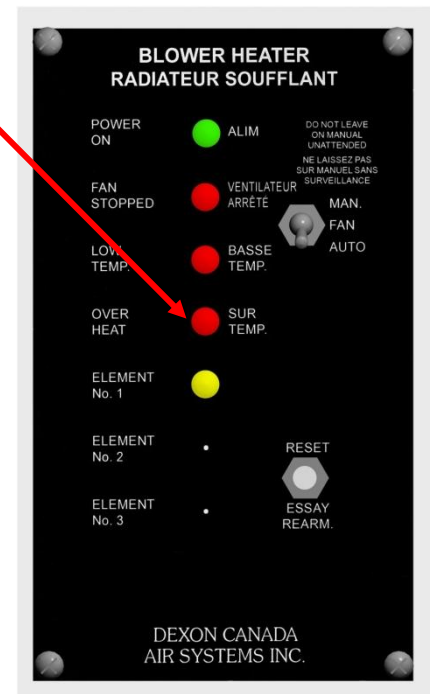 BLOWER HEATER
RADIATEUR SOUFFLANT
POWER
ON
ALIM
DO NOT LEAVE
ON MANUAL
UNATTENDED
NE LAISSEZ PAS
SUR MANUEL SANS
SURVEILLANCE
FAN
STOPPED
VENTILATEUR
ARRÊTÉ
MAN.
FAN
AUTO
LOW
TEMP.
BASSE
TEMP.
OVER
HEAT
SUR
TEMP.
ELEMENT
No. 1
ELEMENT
No. 2
RESET
ELEMENT
No. 3
ESSAY
REARM.
DEXON CANADA
AIR SYSTEMS INC.